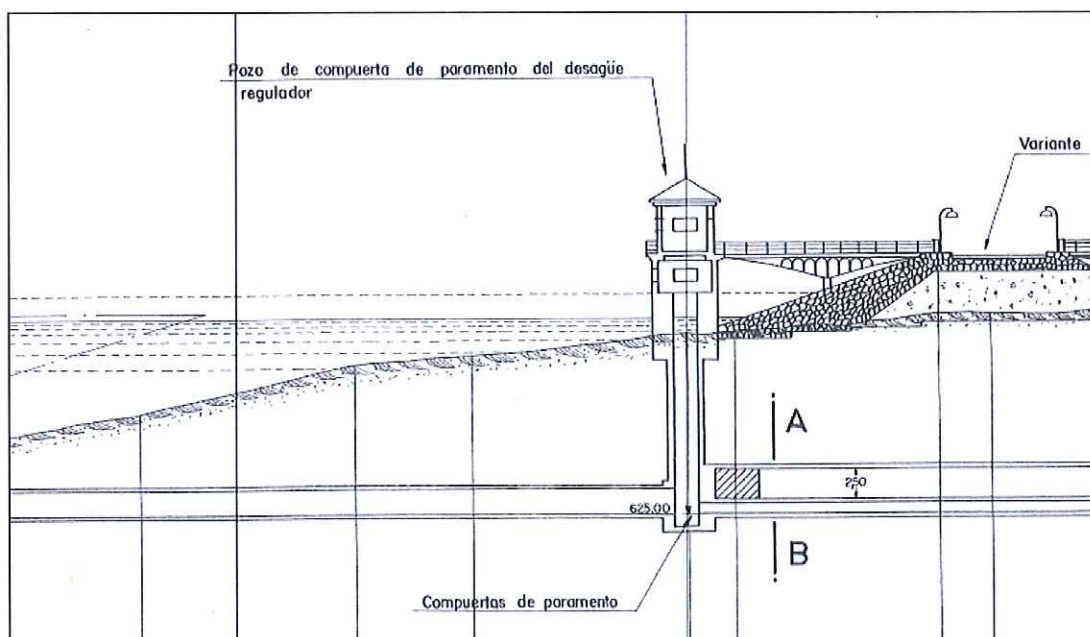 Pozo de compuerta de paramento del desagüe
regulador
Variante
A
250
625.00
B
Compuertas de paramento